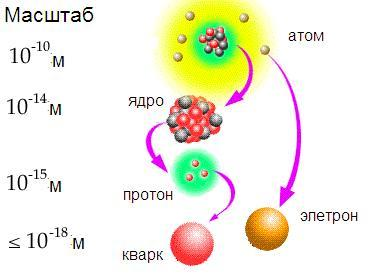 Масштаб
атом
10⁻¹⁰ м
ядро
10⁻¹⁴ м
10⁻¹⁵ м
протон
элетрон
≤ 10⁻¹⁸ м
кварк